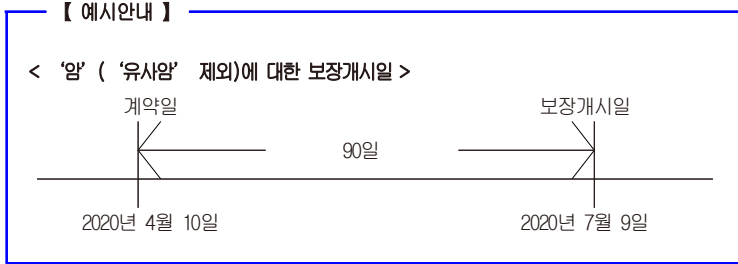 【 예시안내 】
< ‘암’ ( ‘유사암’ 제외)에 대한 보장개시일 >
계약일 보장개시일
90일
2020년 4월 10일 2020년 7월 9일